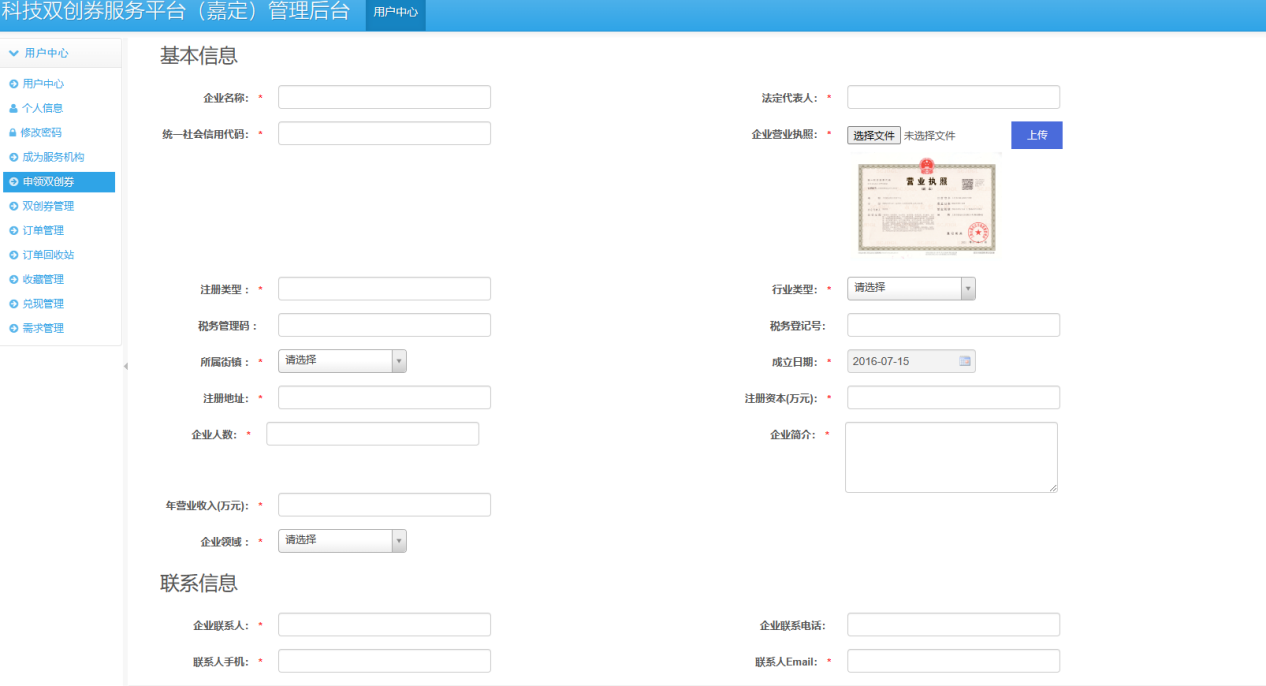 科技双创券服务平台（嘉定）管理后台 用户中心
用户中心
用户中心
个人信息
修改密码
成为服务机构
申领双创券
双创券管理
订单管理
订单回收站
收藏管理
兑现管理
需求管理
基本信息
企业名称： * 法定代表人： *
统一社会信用代码： * 企业营业执照： * 选择文件 未选择文件 上传
营业执照
注册类型： * 行业类型： * 请选择
税务管理码： 税务登记号：
所属街镇： * 请选择 成立日期： * 2016-07-15
注册地址： * 注册资本(万元)： *
企业人数： * 企业简介： *
年营业收入(万元)： *
企业领域： * 请选择
联系信息
企业联系人： * 企业联系电话：
联系人手机： * 联系人Email： *